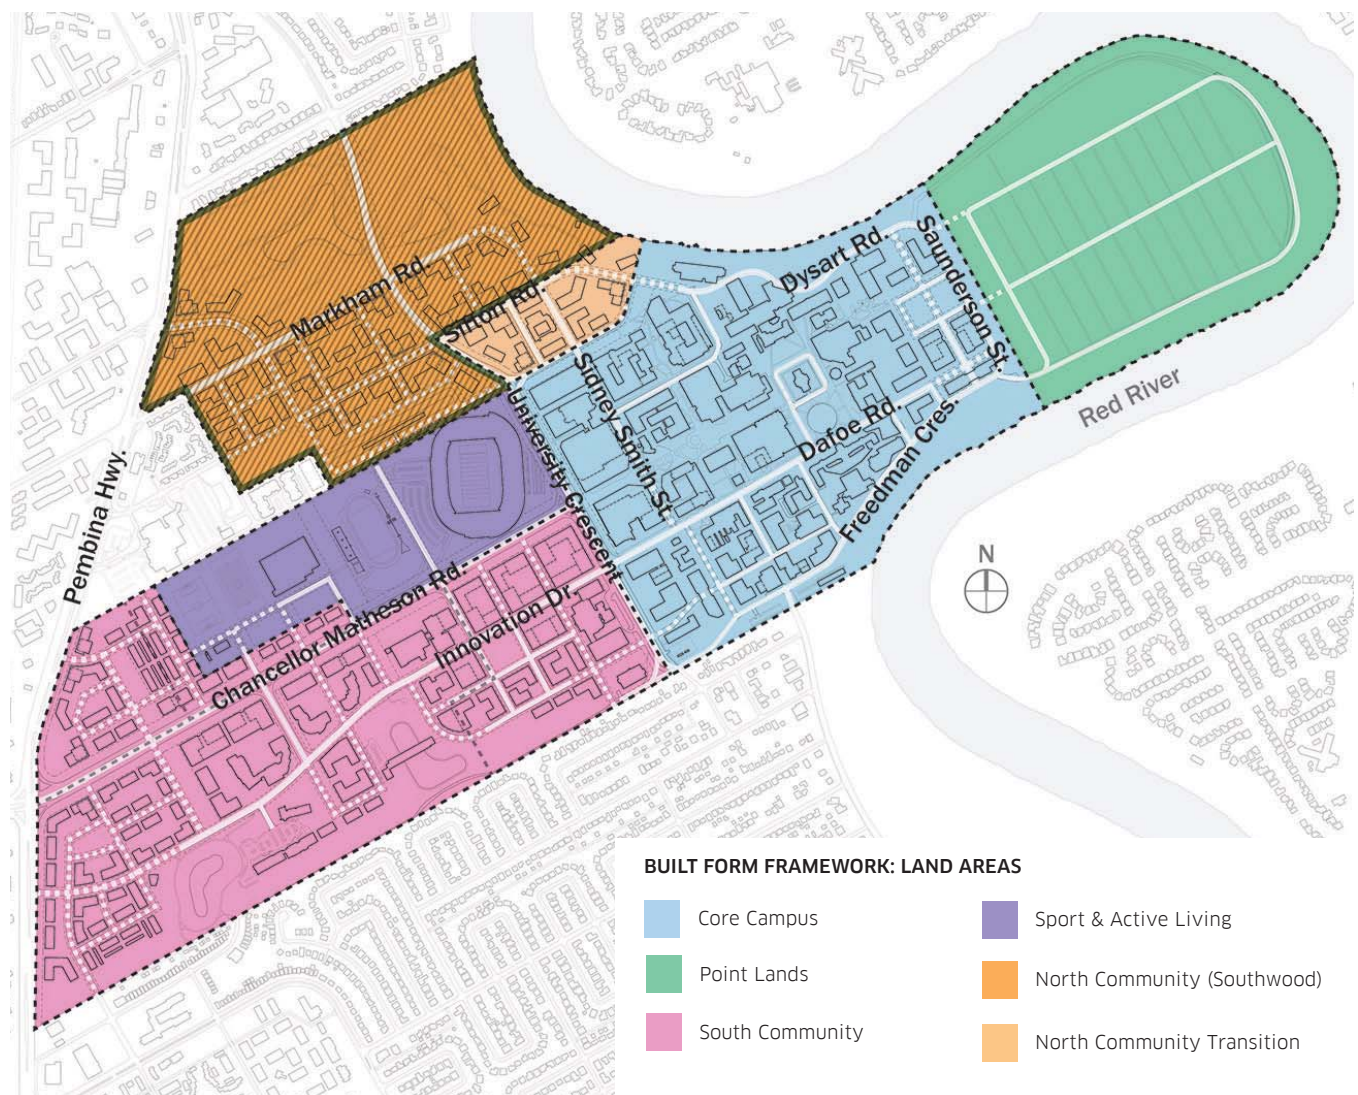 Markham Rd.
Sifton Rd.
Dysart Rd.
Saunderson St.
Sidney Smith St.
University Crescent
Dafoe Rd.
Freedman Cres.
Red River
Pembina Hwy.
N
Chancellor-Matheson Rd.
Innovation Dr.
BUILT FORM FRAMEWORK: LAND AREAS
Core Campus
Point Lands
South Community
Sport & Active Living
North Community (Southwood)
North Community Transition